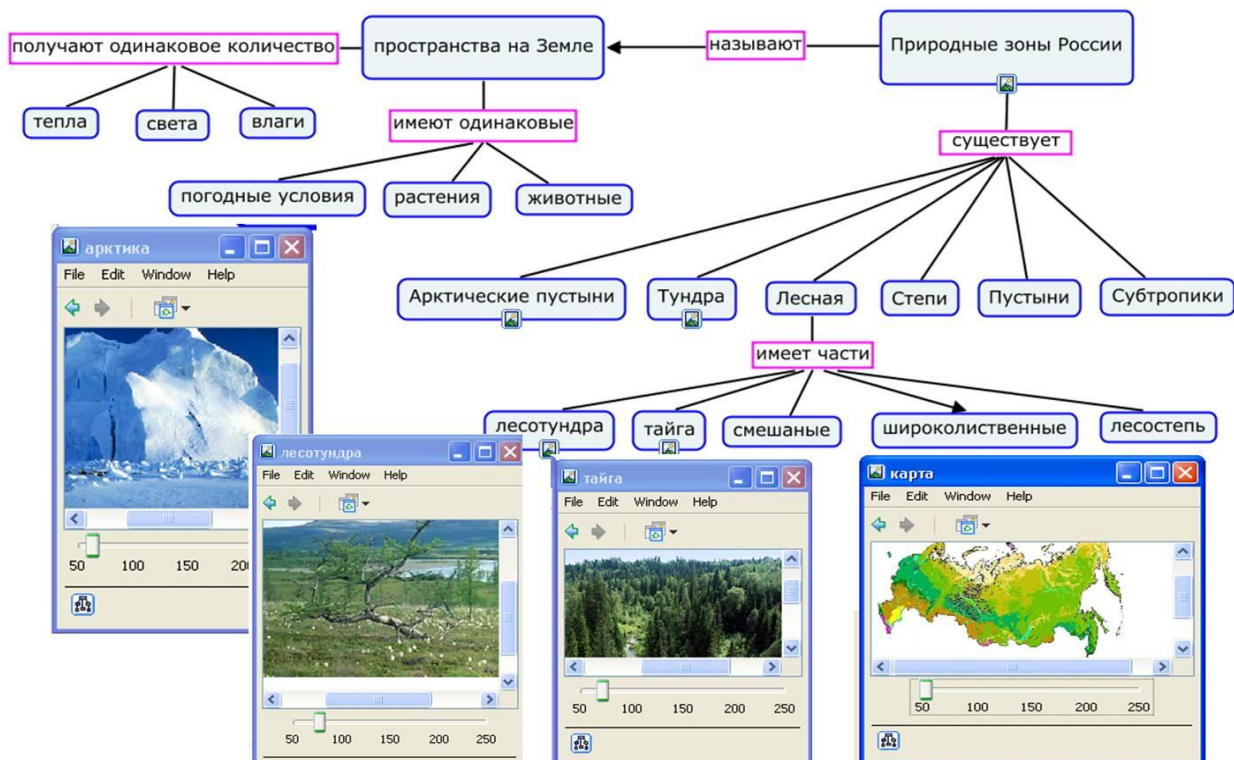 получают одинаковое количество
пространства на Земле
называют
Природные зоны России
тепла
света
влаги
имеют одинаковые
существует
погодные условия
растения
животные
Арктические пустыни
Тундра
Лесная
Степи
Пустыни
Субтропики
имеет части
лесотундра
тайга
смешаные
широколиственные
лесостепь
арктика
File Edit Window Help
50 100 150 20
лесотундра
File Edit Window Help
50 100 150 200 250
тайга
File Edit Window Help
50 100 150 200 250
карта
File Edit Window Help
50 100 150 200 250